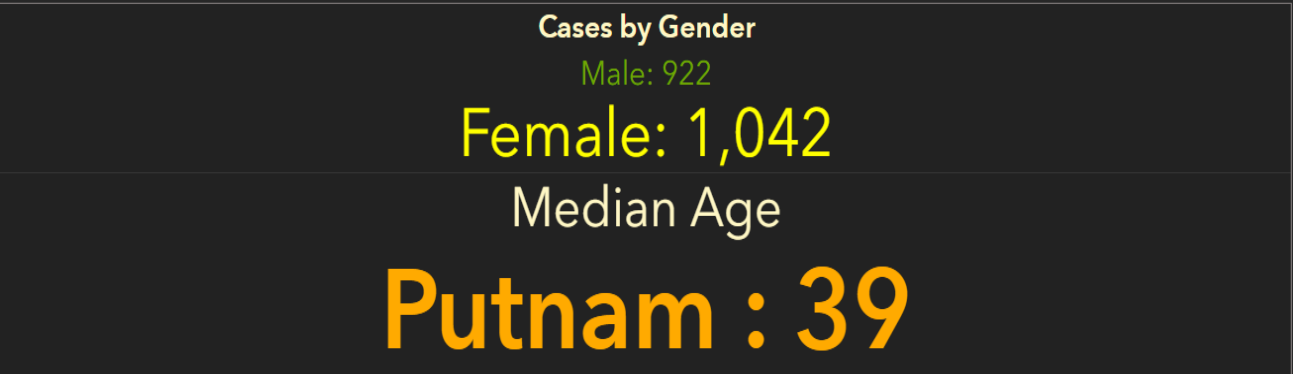 Cases by Gender
Male: 922
Female: 1,042
Median Age
Putnam : 39